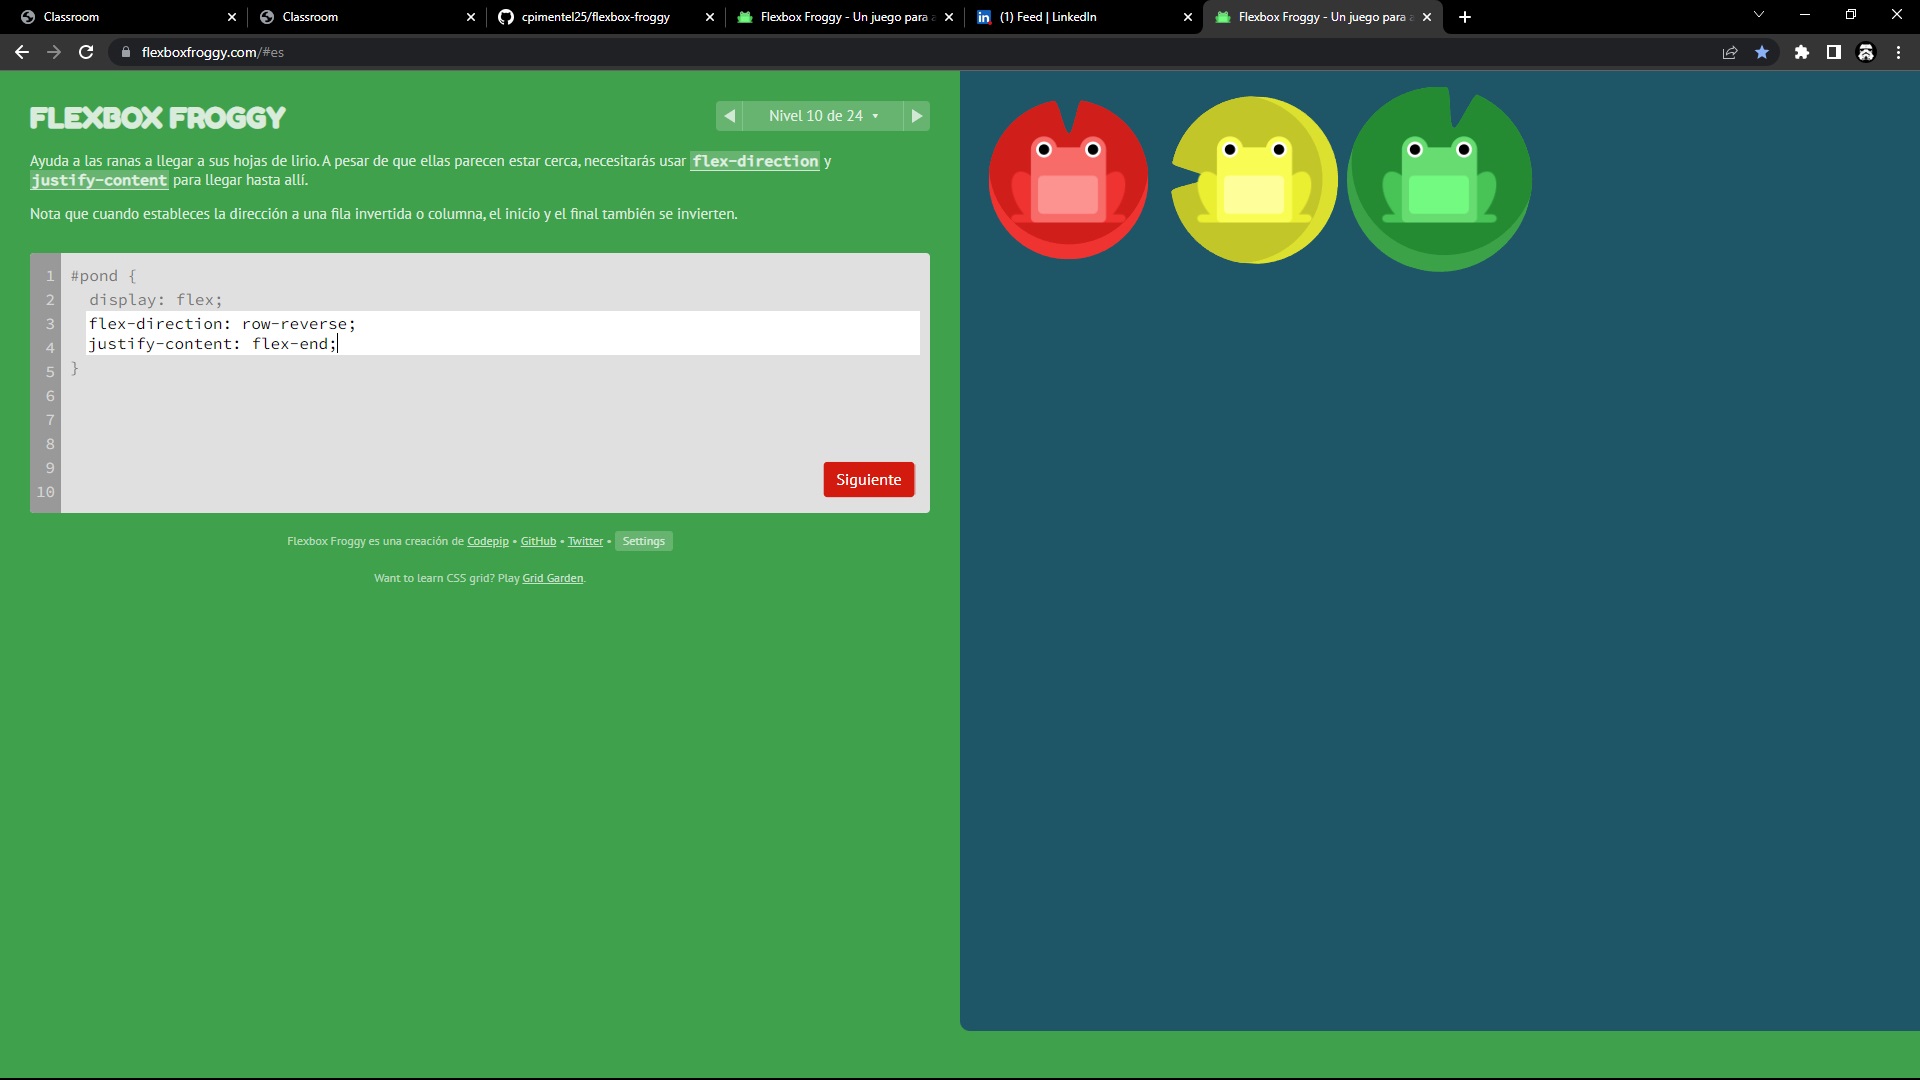 Classroom
Classroom
cpimentel25/flexbox-froggy
Flexbox Froggy - Un juego para
(1) Feed | LinkedIn
Flexbox Froggy - Un juego para
flexboxfroggy.com/#es
FLEXBOX FROGGY
Nivel 10 de 24
Ayuda a las ranas a llegar a sus hojas de lirio. A pesar de que ellas parecen estar cerca, necesitarás usar flex-direction y
justify-content para llegar hasta allí.
Nota que cuando estableces la dirección a una fila invertida o columna, el inicio y el final también se invierten.
1 #pond {
2 display: flex;
3 flex-direction: row-reverse;
4 justify-content: flex-end;
5 }
6
7
8
9
10
Siguiente
Flexbox Froggy es una creación de Codepip • GitHub • Twitter • Settings
Want to learn CSS grid? Play Grid Garden.